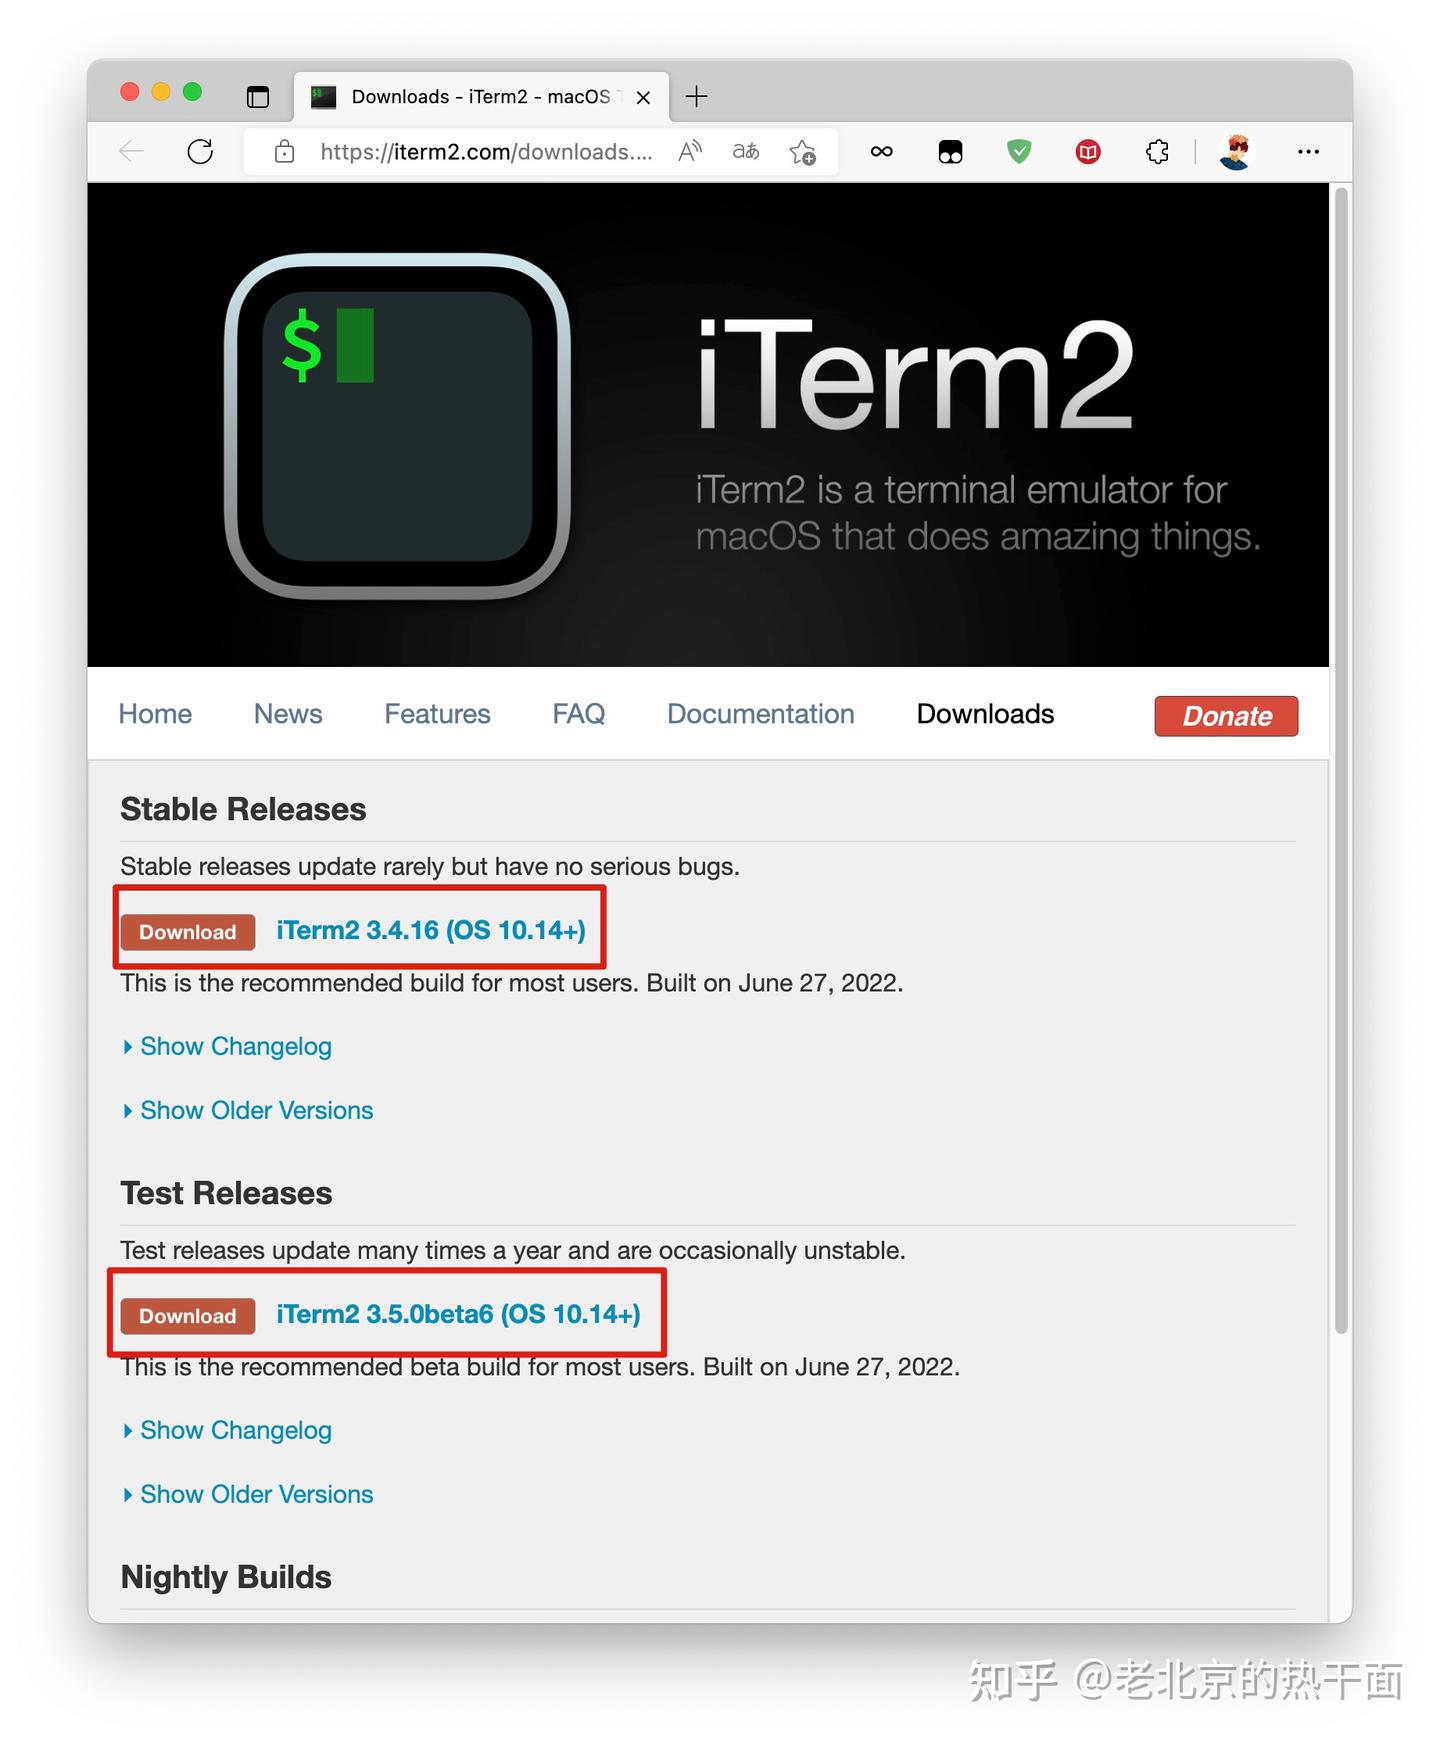 Downloads - iTerm2 - macOS
https://iterm2.com/downloads....
$
iTerm2
iTerm2 is a terminal emulator for
macOS that does amazing things.
Home News Features FAQ Documentation Downloads Donate
Stable Releases
Stable releases update rarely but have no serious bugs.
Download iTerm2 3.4.16 (OS 10.14+)
This is the recommended build for most users. Built on June 27, 2022.
Show Changelog
Show Older Versions
Test Releases
Test releases update many times a year and are occasionally unstable.
Download iTerm2 3.5.0beta6 (OS 10.14+)
This is the recommended beta build for most users. Built on June 27, 2022.
Show Changelog
Show Older Versions
Nightly Builds
知乎 @老北京的热干面